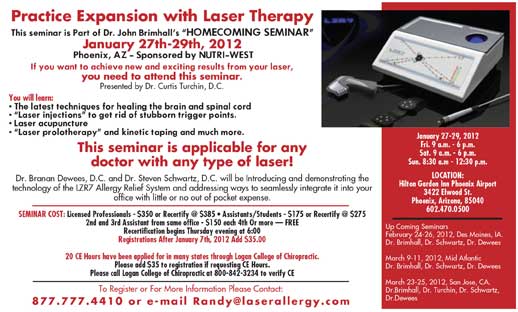 Practice Expansion with Laser Therapy
This seminar is Part of Dr. John Brimhall's "HOMECOMING SEMINAR"
January 27th-29th, 2012
Phoenix, AZ – Sponsored by NUTRI-WEST
If you want to achieve new and exciting results from your laser,
you need to attend this seminar.
Presented by Dr. Curtis Turchin, D.C.
You will learn:
• The latest techniques for healing the brain and spinal cord
• "Laser injections" to get rid of stubborn trigger points.
• Laser acupuncture
• "Laser prolotherapy" and kinetic taping and much more.
This seminar is applicable for any
doctor with any type of laser!
Dr. Branan Dewees, D.C. and Dr. Steven Schwartz, D.C. will be Introducing and demonstrating the
technology of the LZR7 Allergy Relief System and addressing ways to seamlessly integrate it into your
office with little or no out of pocket expense.
SEMINAR COST: Licensed Professionals - $350 or Recertify @ $385 • Assistants/Students - $175 or Recertify @ $275
2nd and 3rd Assistant from same office - $150 each 4th Or more — FREE
Recertification begins Thursday evening at 6:00
Registrations After January 7th, 2012 Add $35.00
20 CE Hours have been applied for in many states through Logan College of Chiropractic.
Please add $35 to registration if requesting CE Hours.
Please call Logan College of Chiropractic at 800-842-3234 to verify CE
To Register or For More Information Please Contact:
877.777.4410 or e-mail Randy@laserallergy.com
LZR7
January 27-29, 2012
Fri. 9 a.m. - 6 p.m.
Sat. 9 a.m. - 6 p.m.
Sun. 8:30 a.m - 12:30 p.m.
LOCATION:
Hilton Garden Inn Phoenix Airport
3422 Elwood St.
Phoenix, Arizona, 85040
602.470.0500
Up Coming Seminars
February 24-26, 2012, Des Moines, IA.
Dr. Brimhall, Dr. Schwartz, Dr. Dewees
March 9-11, 2012, Mid Atlantic
Dr. Brimhall, Dr. Schwartz, Dr. Dewees
March 23-25, 2012, San Jose, CA.
Dr.Brimhall, Dr. Turchin, Dr. Schwartz,
Dr.Dewees